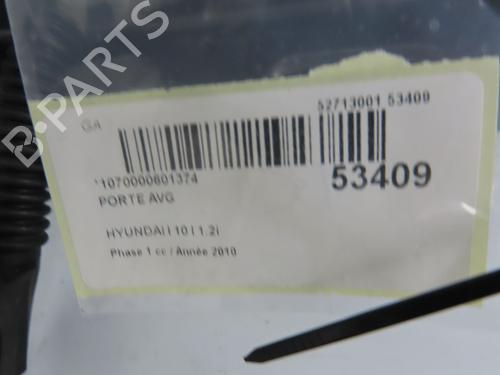 GA
52713001 53409
*1070000601374
53409
PORTE AVG
HYUNDAI I 10 I 1.2i
Phase 1 cc / Année 2010
B-PARTS